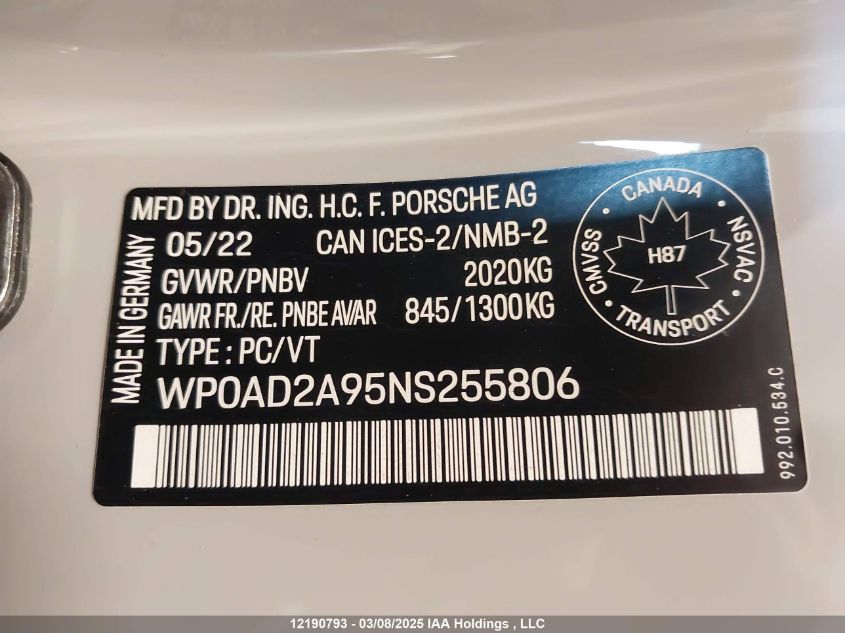 MFD BY DR. ING. H.C. F. PORSCHE AG
05/22 CAN ICES-2/NMB-2
GVWR/PNBV 2020KG
GAWR FR./RE. PNBE AV/AR 845/1300KG
TYPE : PC/VT
WP0AD2A95NS255806
MADE IN GERMANY
CANADA
CMVSS • NSVAC
H87
TRANSPORT
992.010.534.C
12190793 - 03/08/2025 IAA Holdings , LLC